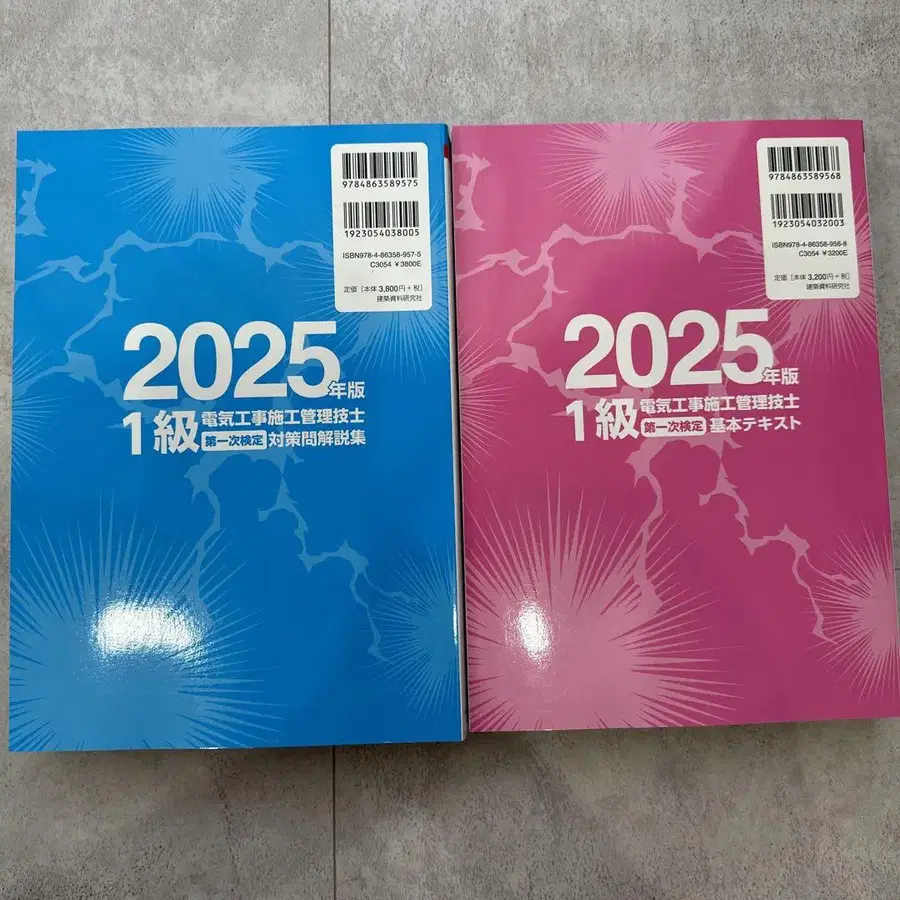 9784863589575
1923054038005
ISBN978-4-86358-957-5
C3054 ¥3800E
定価 [本体 3,800円+税]
建築資料研究社
2025年版
1級 電気工事施工管理技士
第一次検定 対策問解説集
9784863589568
1923054032003
ISBN978-4-86358-956-8
C3054 ¥3200E
定価 [本体 3,200円+税]
建築資料研究社
2025年版
1級 電気工事施工管理技士
第一次検定 基本テキスト